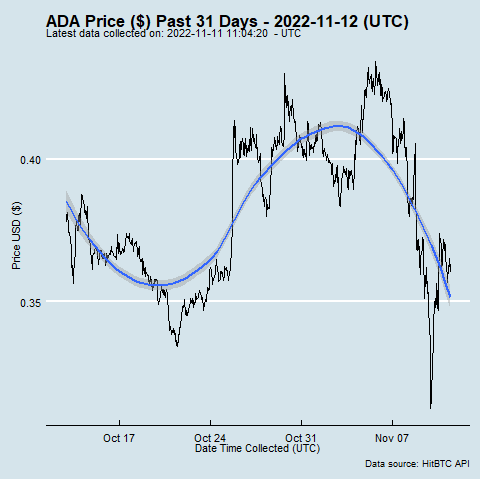 ADA Price ($) Past 31 Days - 2022-11-12 (UTC)
Latest data collected on: 2022-11-11 11:04:20 - UTC
0.40
Price USD ($)
0.35
Oct 17 Oct 24 Oct 31 Nov 07
Date Time Collected (UTC)
Data source: HitBTC API